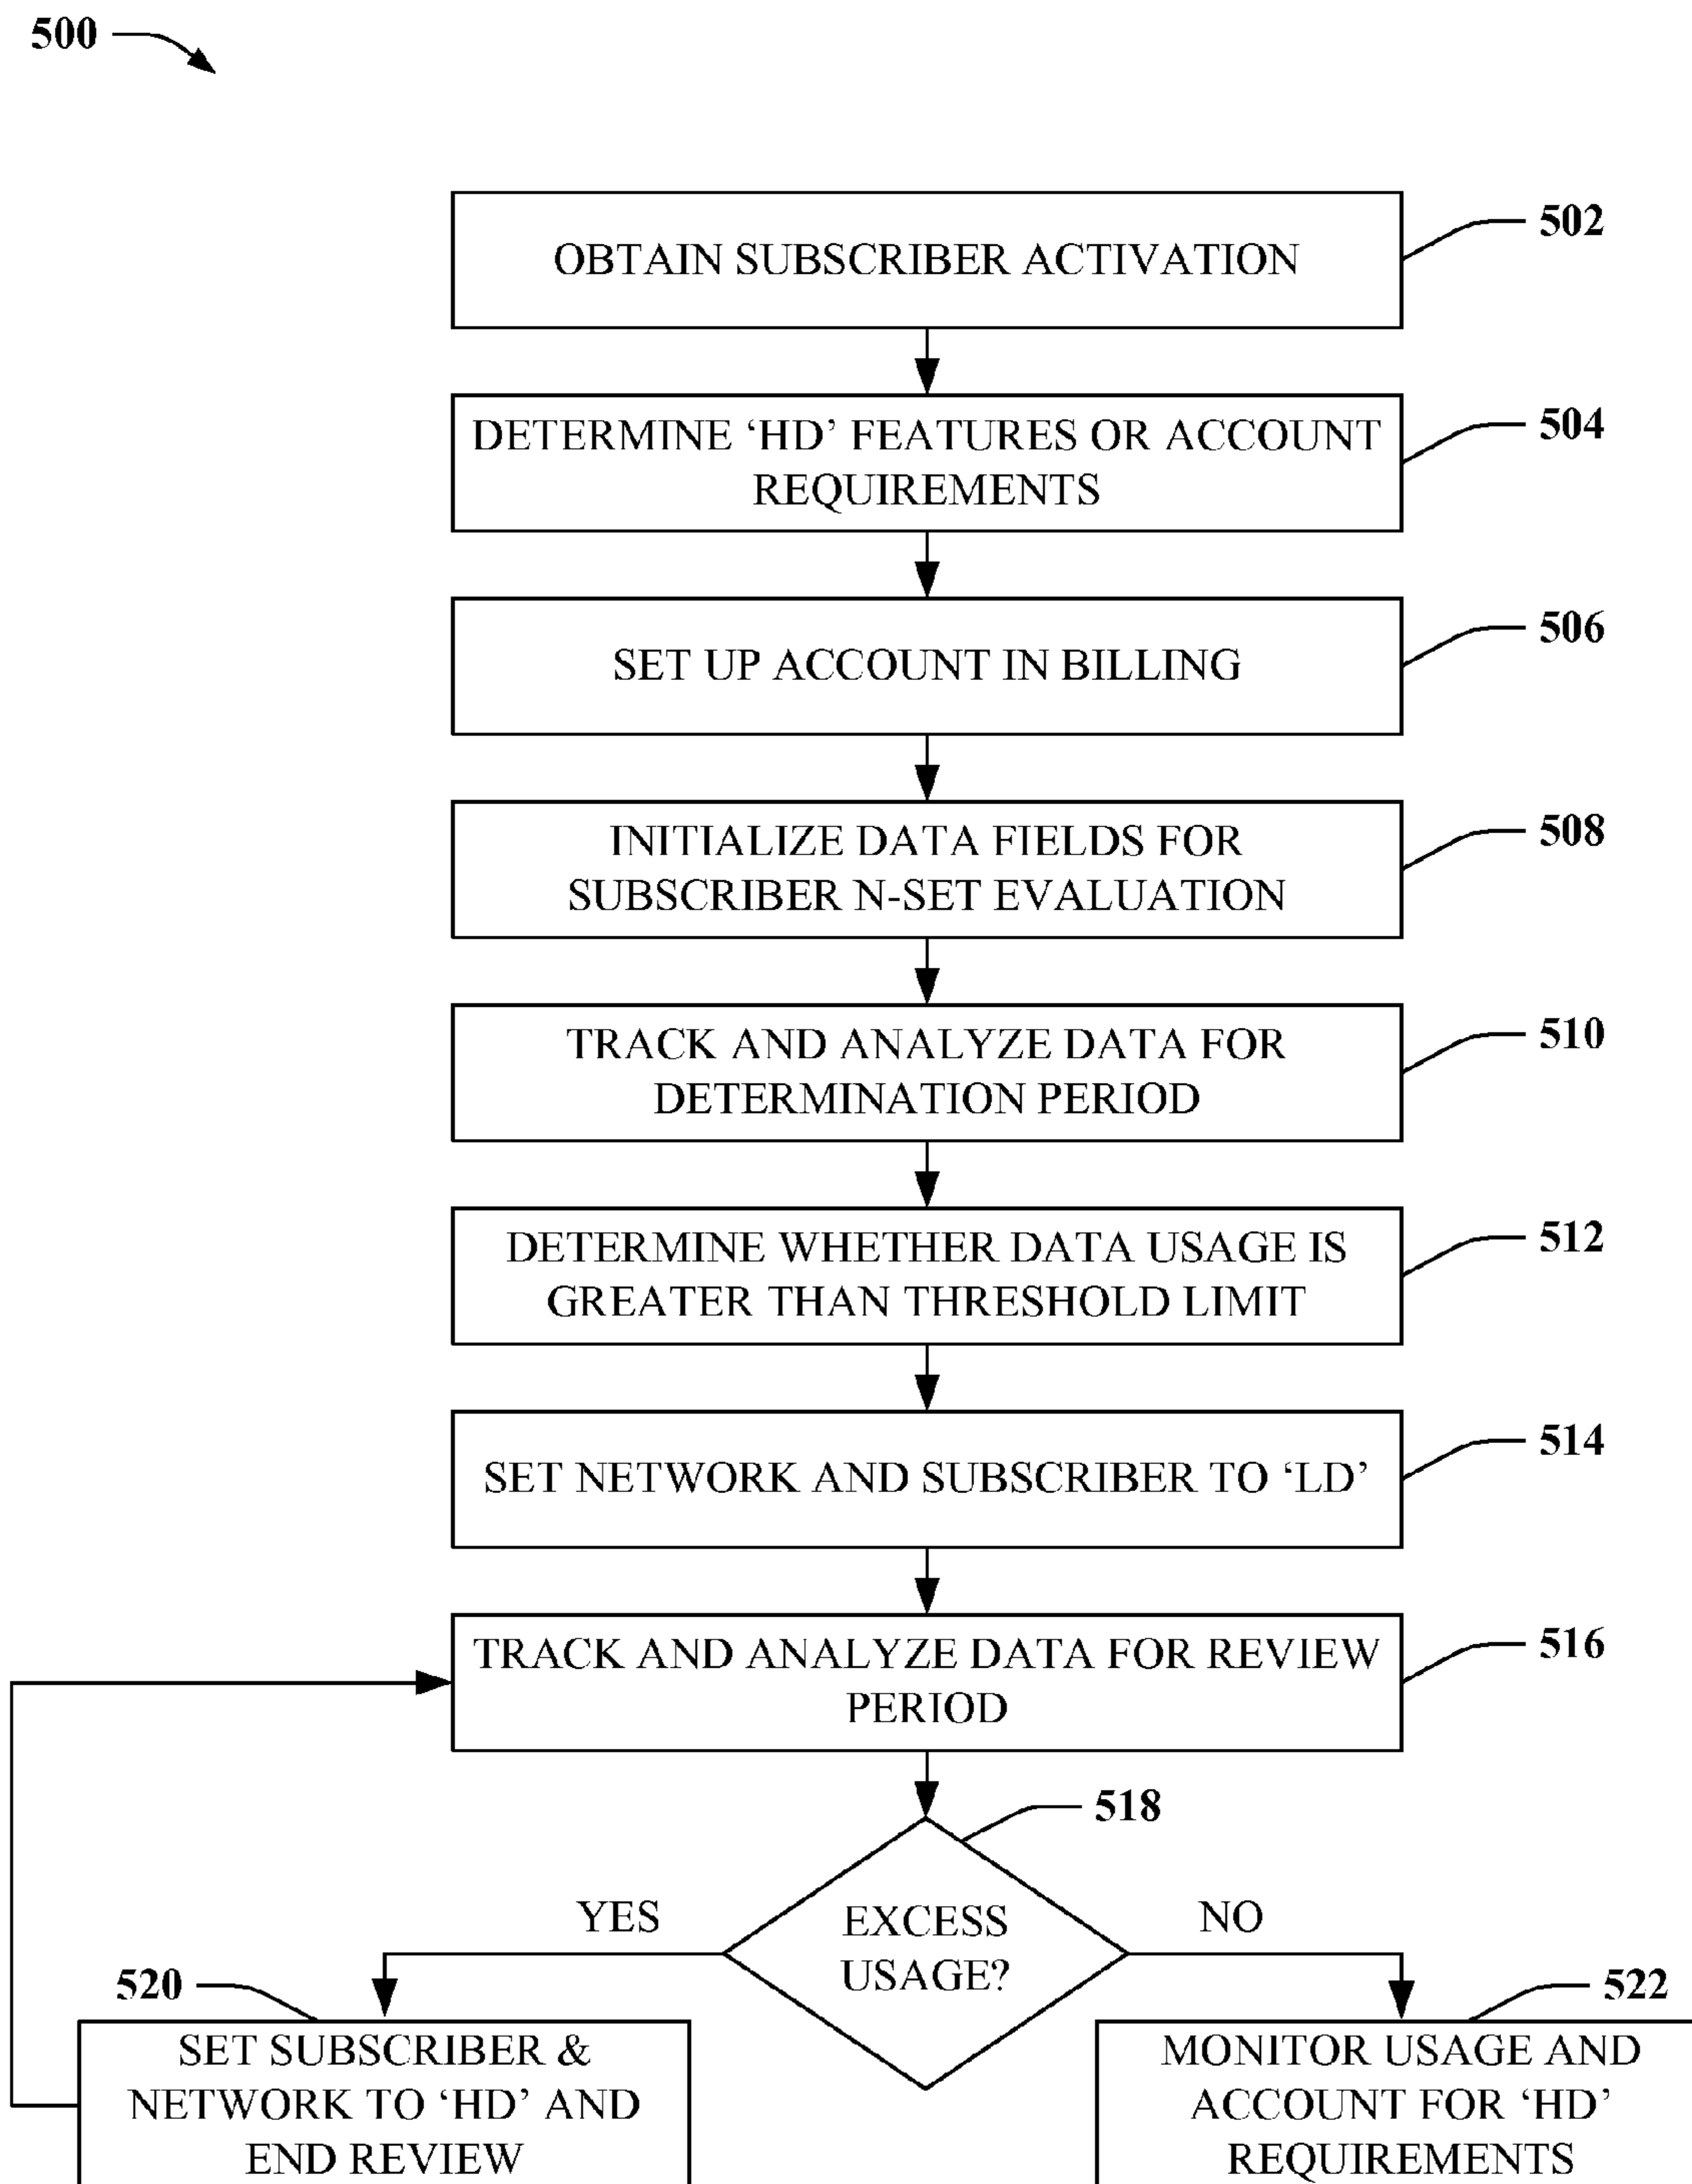 500
OBTAIN SUBSCRIBER ACTIVATION
502
DETERMINE ‘HD’ FEATURES OR ACCOUNT
REQUIREMENTS
504
SET UP ACCOUNT IN BILLING
506
INITIALIZE DATA FIELDS FOR
SUBSCRIBER N-SET EVALUATION
508
TRACK AND ANALYZE DATA FOR
DETERMINATION PERIOD
510
DETERMINE WHETHER DATA USAGE IS
GREATER THAN THRESHOLD LIMIT
512
SET NETWORK AND SUBSCRIBER TO ‘LD’
514
TRACK AND ANALYZE DATA FOR REVIEW
PERIOD
516
518
EXCESS
USAGE?
YES
NO
520
SET SUBSCRIBER &
NETWORK TO ‘HD’ AND
END REVIEW
522
MONITOR USAGE AND
ACCOUNT FOR ‘HD’
REQUIREMENTS